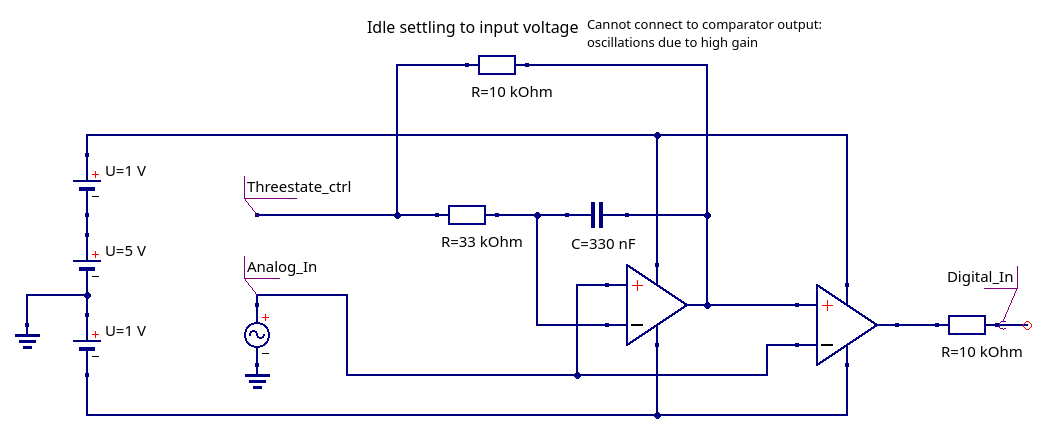 Idle settling to input voltage
Cannot connect to comparator output:
oscillations due to high gain
R=10 kOhm
U=1 V
Threestate_ctrl
R=33 kOhm
C=330 nF
U=5 V
Analog_In
Digital_In
U=1 V
R=10 kOhm